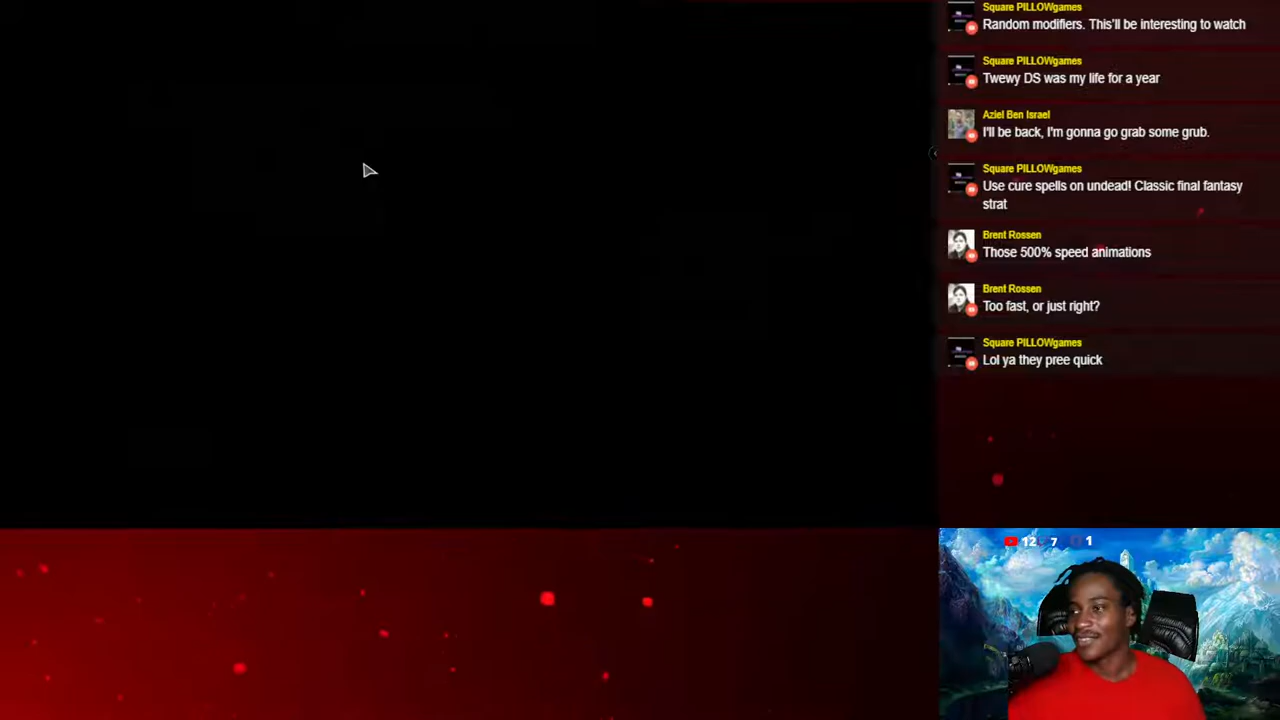 Square PILLOWgames
Random modifiers. This'll be interesting to watch
Square PILLOWgames
Twewy DS was my life for a year
Aziel Ben Israel
I'll be back, I'm gonna go grab some grub.
Square PILLOWgames
Use cure spells on undead! Classic final fantasy
strat
Brent Rossen
Those 500% speed animations
Brent Rossen
Too fast, or just right?
Square PILLOWgames
Lol ya they pree quick
12 7 1